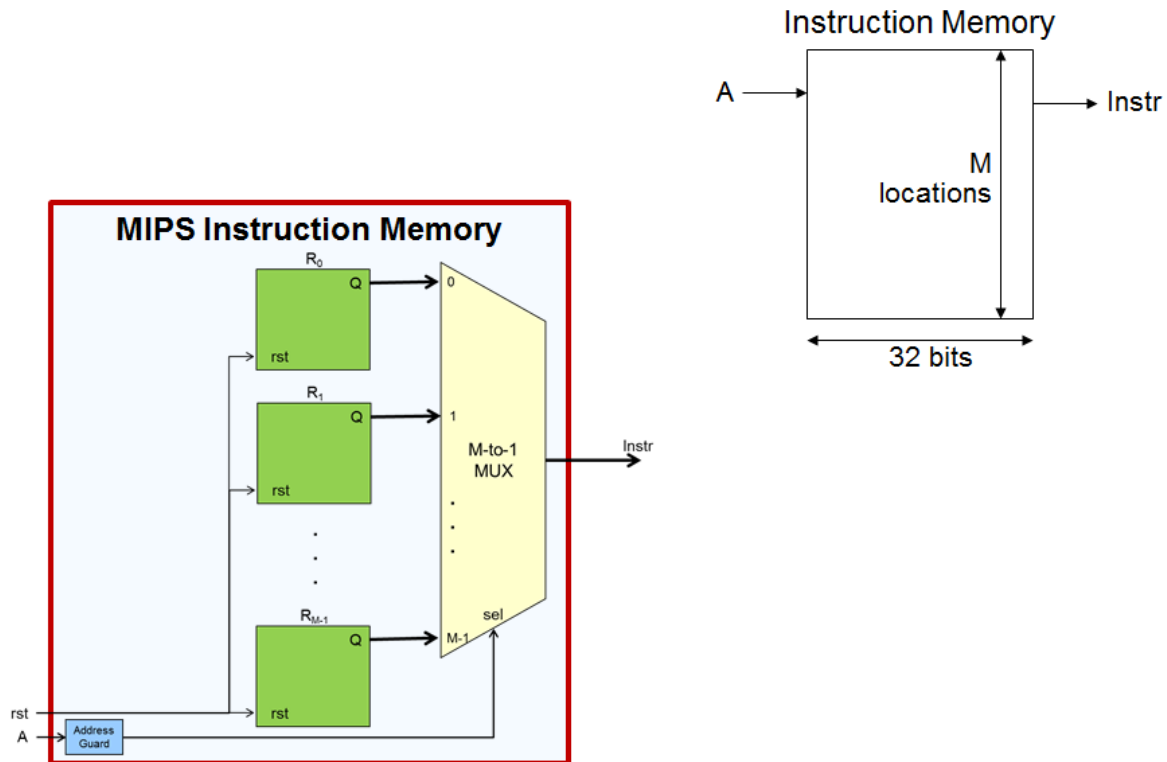 Instruction Memory
A
Instr
M
locations
32 bits
MIPS Instruction Memory
R0
Q
0
rst
R1
Q
1
rst
M-to-1
MUX
Instr
.
.
.
.
.
.
sel
RM-1
Q
M-1
rst
rst
A
Address
Guard